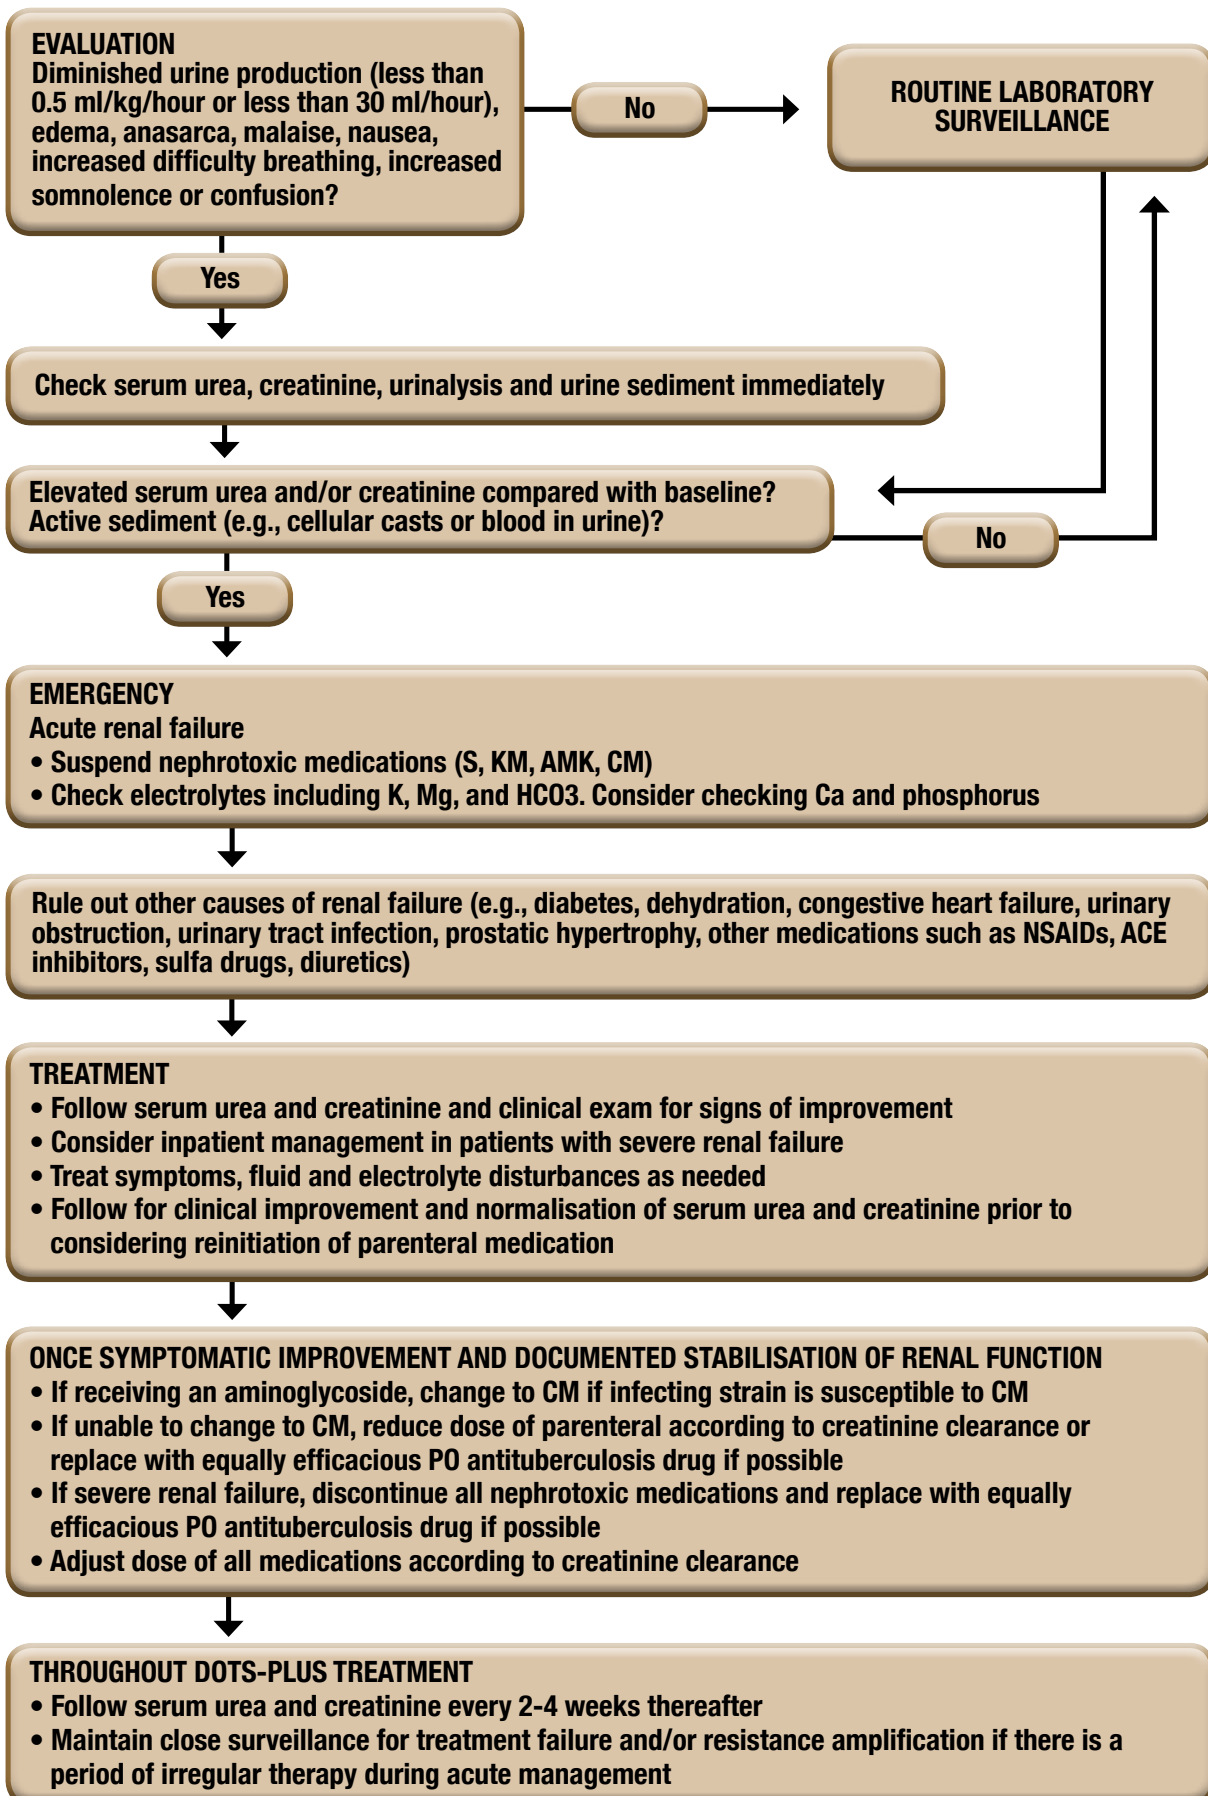 EVALUATION
Diminished urine production (less than
0.5 ml/kg/hour or less than 30 ml/hour),
edema, anasarca, malaise, nausea,
increased difficulty breathing, increased
somnolence or confusion?
No
ROUTINE LABORATORY
SURVEILLANCE
Yes
Check serum urea, creatinine, urinalysis and urine sediment immediately
Elevated serum urea and/or creatinine compared with baseline?
Active sediment (e.g., cellular casts or blood in urine)?
No
Yes
EMERGENCY
Acute renal failure
• Suspend nephrotoxic medications (S, KM, AMK, CM)
• Check electrolytes including K, Mg, and HCO3. Consider checking Ca and phosphorus
Rule out other causes of renal failure (e.g., diabetes, dehydration, congestive heart failure, urinary
obstruction, urinary tract infection, prostatic hypertrophy, other medications such as NSAIDs, ACE
inhibitors, sulfa drugs, diuretics)
TREATMENT
• Follow serum urea and creatinine and clinical exam for signs of improvement
• Consider inpatient management in patients with severe renal failure
• Treat symptoms, fluid and electrolyte disturbances as needed
• Follow for clinical improvement and normalisation of serum urea and creatinine prior to
considering reinitiation of parenteral medication
ONCE SYMPTOMATIC IMPROVEMENT AND DOCUMENTED STABILISATION OF RENAL FUNCTION
• If receiving an aminoglycoside, change to CM if infecting strain is susceptible to CM
• If unable to change to CM, reduce dose of parenteral according to creatinine clearance or
replace with equally efficacious PO antituberculosis drug if possible
• If severe renal failure, discontinue all nephrotoxic medications and replace with equally
efficacious PO antituberculosis drug if possible
• Adjust dose of all medications according to creatinine clearance
THROUGHOUT DOTS-PLUS TREATMENT
• Follow serum urea and creatinine every 2-4 weeks thereafter
• Maintain close surveillance for treatment failure and/or resistance amplification if there is a
period of irregular therapy during acute management